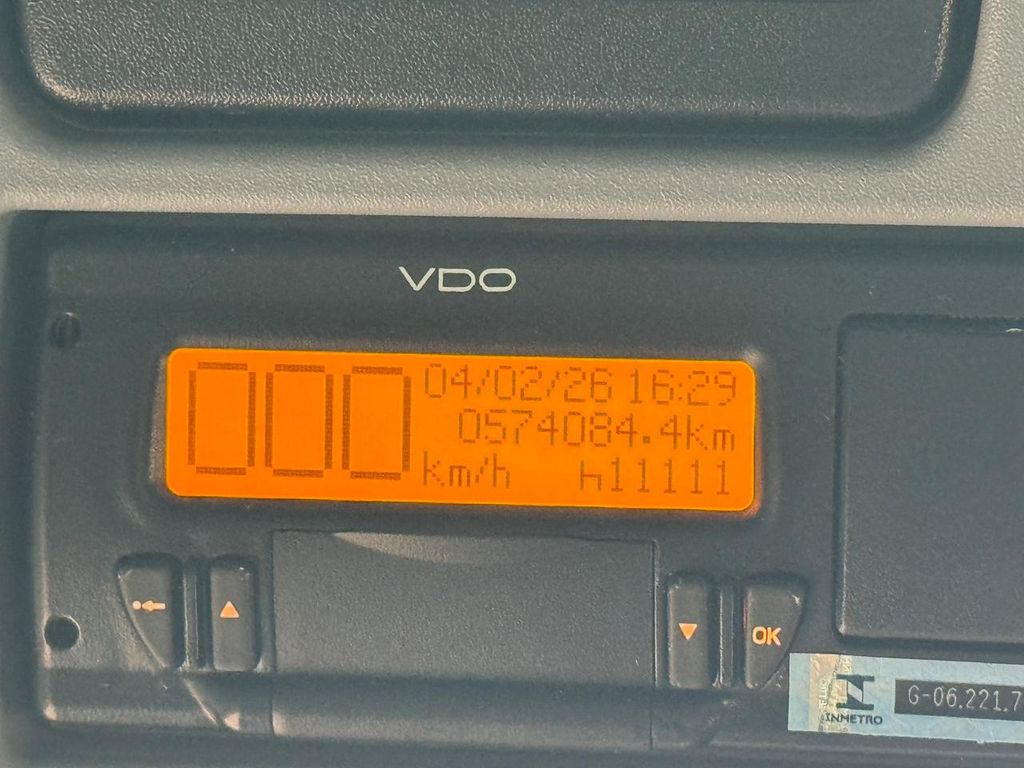 VDO
000
04/02/26 16:29
0574084.4km
km/h h11111
OK
INMETRO
G-06.221.7